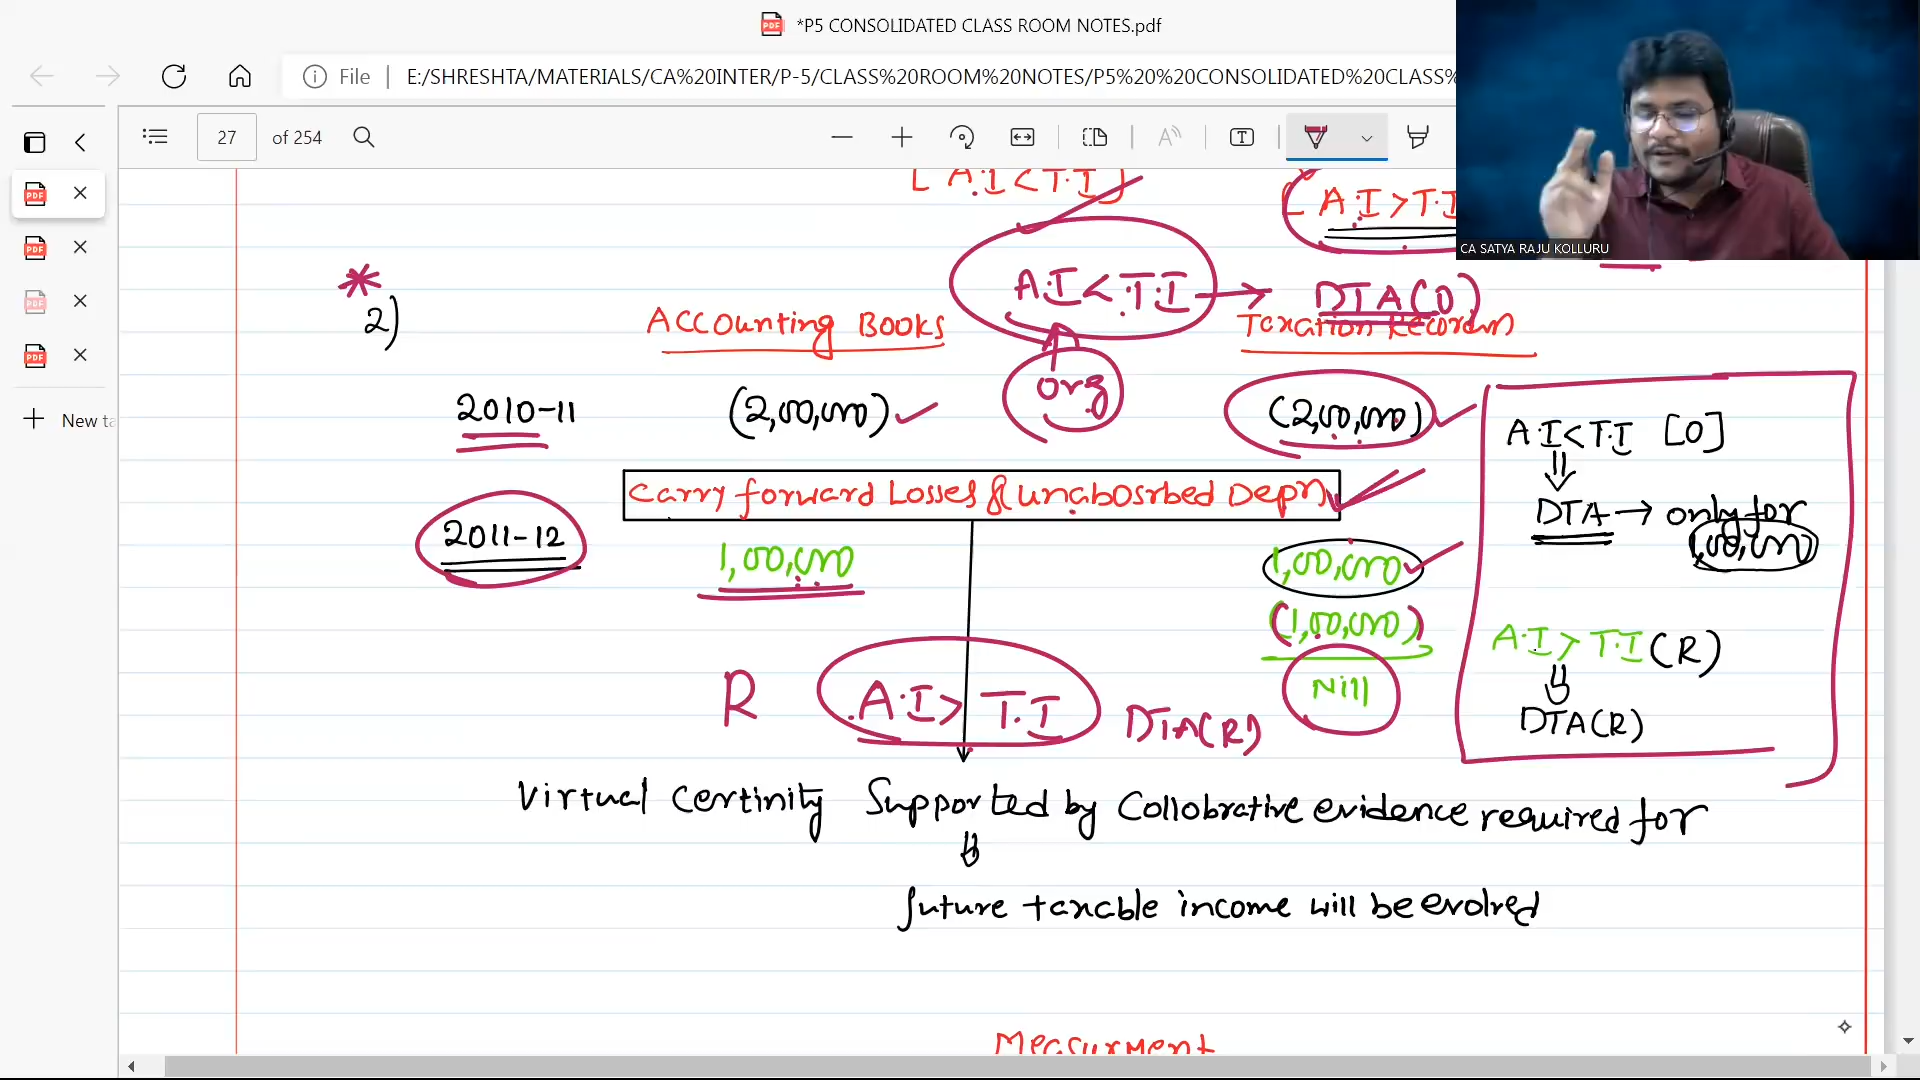 *P5 CONSOLIDATED CLASS ROOM NOTES.pdf
File | E:/SHRESHTA/MATERIALS/CA%20INTER/P-5/CLASS%20ROOM%20NOTES/P5%20%20CONSOLIDATED%20CLASS%
27 of 254
New ta
CA SATYA RAJU KOLLURU
[ A.I < T.I ]
[ A.I > T.I
A.I < T.I → DTA(O)
2) Accounting Books Taxation Records
org
2010-11 (2,00,000) (2,00,000)
A.I < T.I [O]
Carry forward Losses & unabosrbed Depn
DTA → only for 1,00,000
2011-12 1,00,000 1,00,000
(1,00,000)
Nill
A.I > T.I (R)
DTA(R)
R A.I > T.I DTA(R)
Virtual Certinity Supported by Collobrative evidence required for
future taxable income will be evolved
Measurment